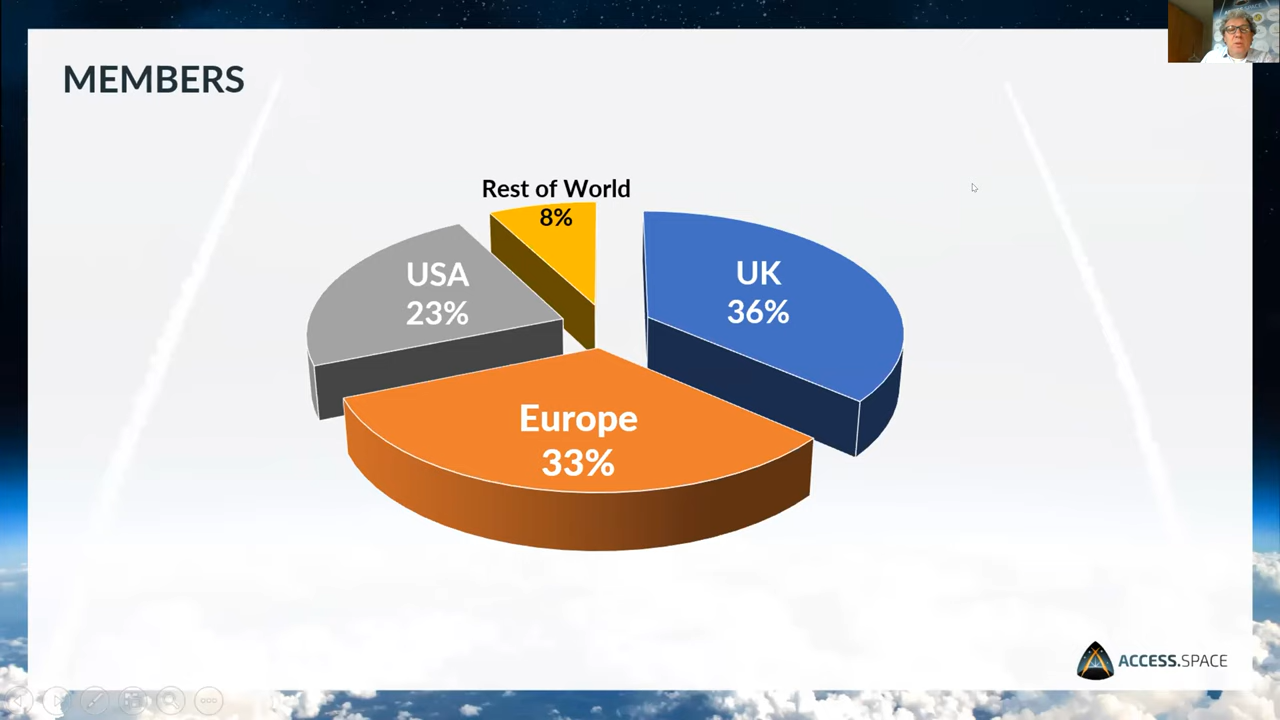 MEMBERS
Rest of World
8%
USA
23%
UK
36%
Europe
33%
ACCESS.SPACE